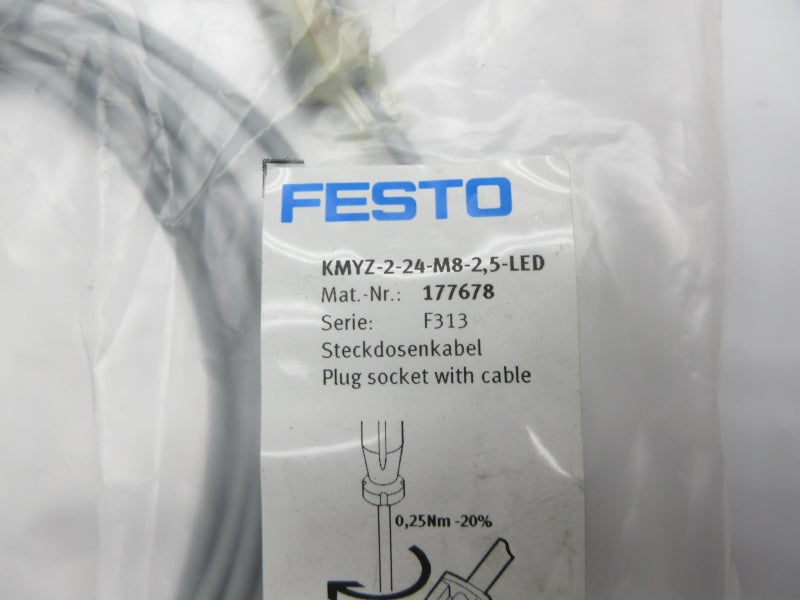 FESTO
KMYZ-2-24-M8-2,5-LED
Mat.-Nr.: 177678
Serie: F313
Steckdosenkabel
Plug socket with cable
0,25Nm -20%